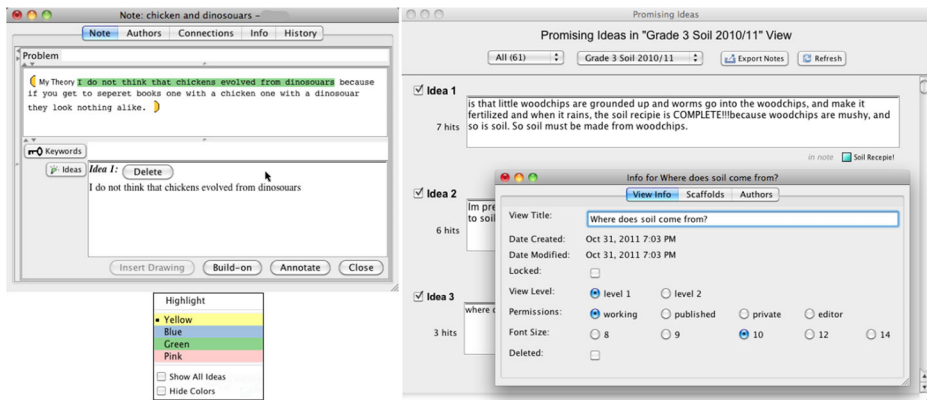 Note: chicken and dinosouars –
Note Authors Connections Info History
Problem
My Theory I do not think that chickens evolved from dinosouars because
if you get to seperet books one with a chicken one with a dinosouar
they look nothing alike.
Keywords
Ideas
Idea 1: Delete
I do not think that chickens evolved from dinosouars
Insert Drawing Build-on Annotate Close
Highlight
Yellow
Blue
Green
Pink
Show All Ideas
Hide Colors
Promising Ideas
Promising Ideas in "Grade 3 Soil 2010/11" View
All (61) Grade 3 Soil 2010/11 Export Notes Refresh
Idea 1
7 hits
is that little woodchips are grounded up and worms go into the woodchips, and make it
fertilized and when it rains, the soil recipie is COMPLETE!!!because woodchips are mushy, and
so is soil. So soil must be made from woodchips.
in note Soil Recepie!
Idea 2
6 hits
Im pre
to soil
Idea 3
3 hits
where
Info for Where does soil come from?
View Info Scaffolds Authors
View Title: Where does soil come from?
Date Created: Oct 31, 2011 7:03 PM
Date Modified: Oct 31, 2011 7:03 PM
Locked:
View Level: level 1 level 2
Permissions: working published private editor
Font Size: 8 9 10 12 14
Deleted: